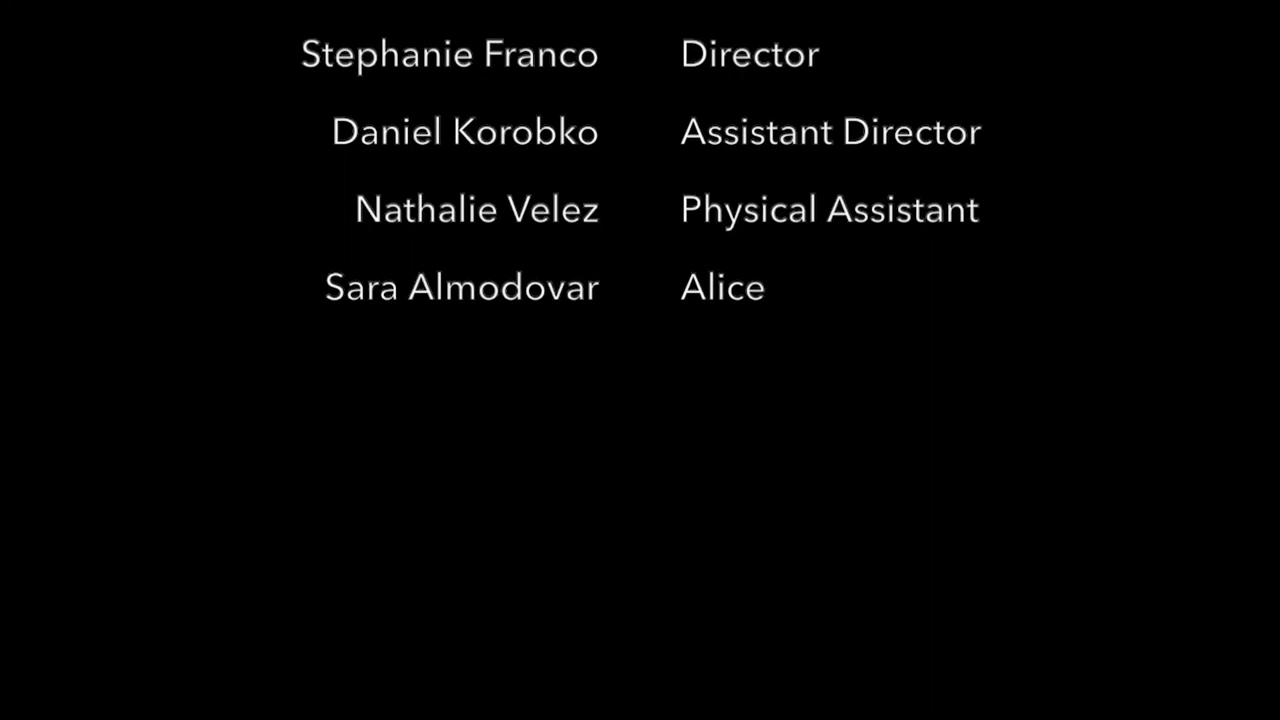 Stephanie Franco Director
Daniel Korobko Assistant Director
Nathalie Velez Physical Assistant
Sara Almodovar Alice